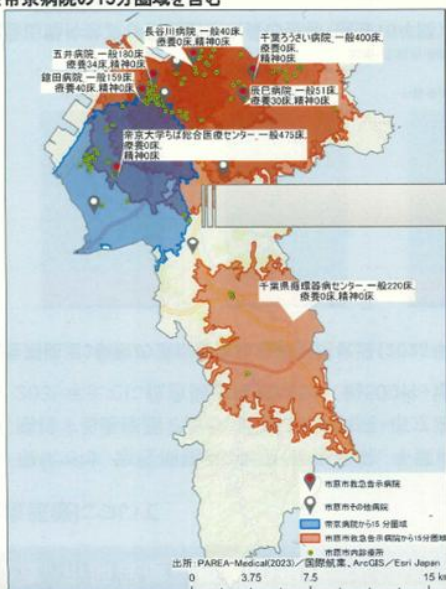 帝京病院の15分圏域を含む
長谷川病院, 一般40床,
療養0床, 精神0床
五井病院, 一般180床
療養34床, 精神0床
千葉ろうさい病院, 一般400床,
療養0床,
精神0床
鎗田病院, 一般159床
療養40床, 精神0床
辰巳病院, 一般51床,
療養30床, 精神0床
帝京大学ちば総合医療センター, 一般475床,
療養0床,
精神0床
千葉県循環器病センター, 一般220床,
療養0床, 精神0床
市原市救急告示病院
市原市その他病院
帝京病院から15分圏域
市原市救急告示病院から15分圏域
市原市内診療所
出所: PAREA-Medical(2023)／国際航業、ArcGIS／Esri Japan
0 3.75 7.5 15 k